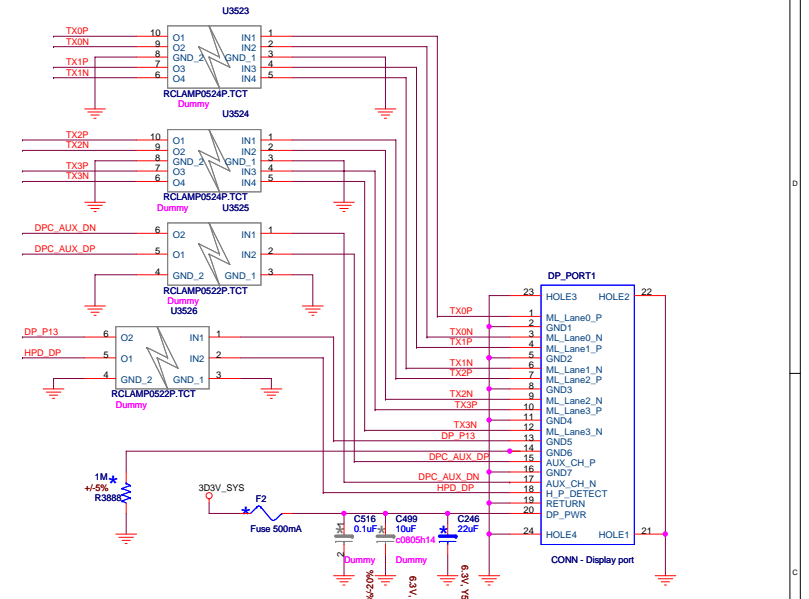 U3523
TX0P 10 O1 IN1 1
TX0N 9 O2 IN2 2
8 GND_2 GND_1 3
TX1P 7 O3 IN3 4
TX1N 6 O4 IN4 5
RCLAMP0524P.TCT
Dummy
U3524
TX2P 10 O1 IN1 1
TX2N 9 O2 IN2 2
8 GND_2 GND_1 3
TX3P 7 O3 IN3 4
TX3N 6 O4 IN4 5
RCLAMP0524P.TCT
Dummy
U3525
DPC_AUX_DN 6 O2 IN1 1
DPC_AUX_DP 5 O1 IN2 2
4 GND_2 GND_1 3
RCLAMP0522P.TCT
Dummy
U3526
DP_P13 6 O2 IN1 1
HPD_DP 5 O1 IN2 2
4 GND_2 GND_1 3
RCLAMP0522P.TCT
Dummy
DP_PORT1
23 HOLE3 HOLE2 22
TX0P 1 ML_Lane0_P
2 GND1
TX0N 3 ML_Lane0_N
TX1P 4 ML_Lane1_P
5 GND2
TX1N 6 ML_Lane1_N
TX2P 7 ML_Lane2_P
8 GND3
TX2N 9 ML_Lane2_N
TX3P 10 ML_Lane3_P
11 GND4
TX3N 12 ML_Lane3_N
DP_P13 13 GND5
14 GND6
DPC_AUX_DP 15 AUX_CH_P
16 GND7
DPC_AUX_DN 17 AUX_CH_N
HPD_DP 18 H_P_DETECT
19 RETURN
20 DP_PWR
24 HOLE4 HOLE1 21
CONN - Display port
1M
+/-5%
R3888
3D3V_SYS
F2
Fuse 500mA
1
C516
0.1uF
2
Dummy
C499
10uF
c0805h14
Dummy
6.3V,
C246
22uF
6.3V, Y5
D
C